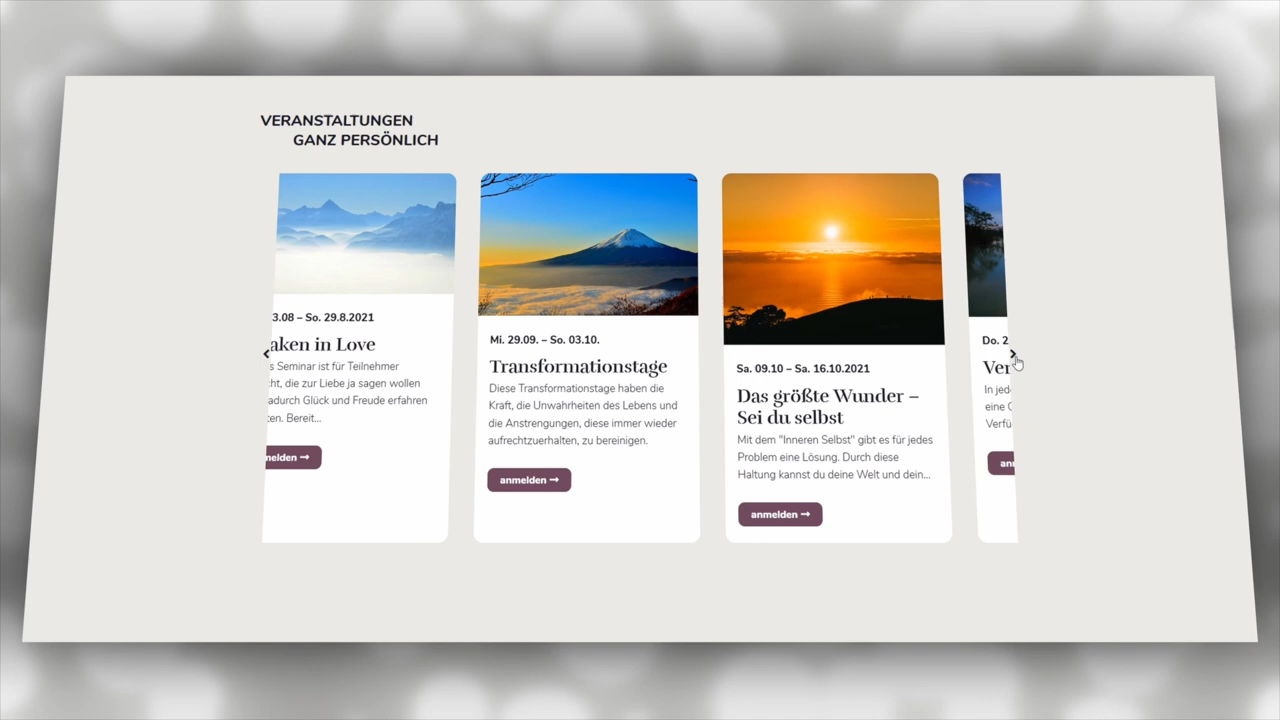 VERANSTALTUNGEN
GANZ PERSÖNLICH
3.08 – So. 29.8.2021
aken in Love
s Seminar ist für Teilnehmer
ht, die zur Liebe ja sagen wollen
adurch Glück und Freude erfahren
ten. Bereit...
nelden →
Mi. 29.09. – So. 03.10.
Transformationstage
Diese Transformationstage haben die
Kraft, die Unwahrheiten des Lebens und
die Anstrengungen, diese immer wieder
aufrechtzuerhalten, zu bereinigen.
anmelden →
Sa. 09.10 – Sa. 16.10.2021
Das größte Wunder –
Sei du selbst
Mit dem "Inneren Selbst" gibt es für jedes
Problem eine Lösung. Durch diese
Haltung kannst du deine Welt und dein...
anmelden →
Do. 2
Ver
In jed
eine
Verfü
an